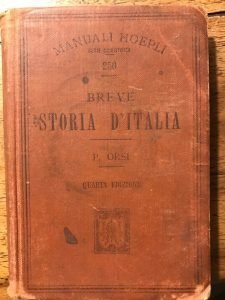 MANUALI HOEPLI
SERIE SCIENTIFICA
250
BREVE
STORIA D'ITALIA
P. ORSI
QUARTA EDIZIONE